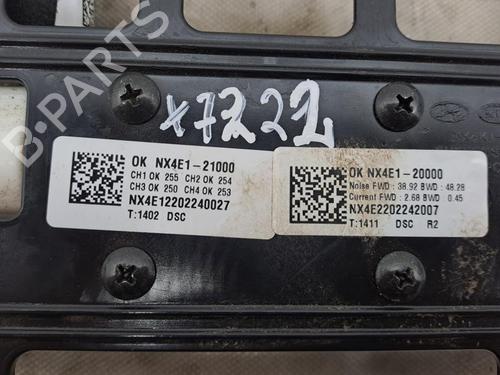 B-Parts
x7222
OK NX4E1-21000
CH1 OK 255 CH2 OK 254
CH3 OK 250 CH4 OK 253
NX4E12202240027
T:1402 DSC
OK NX4E1-20000
Noise FWD : 38.92 BWD : 48.28
Current FWD : 2.68 BWD 0.45
NX4E2202242007
T:1411 DSC R2